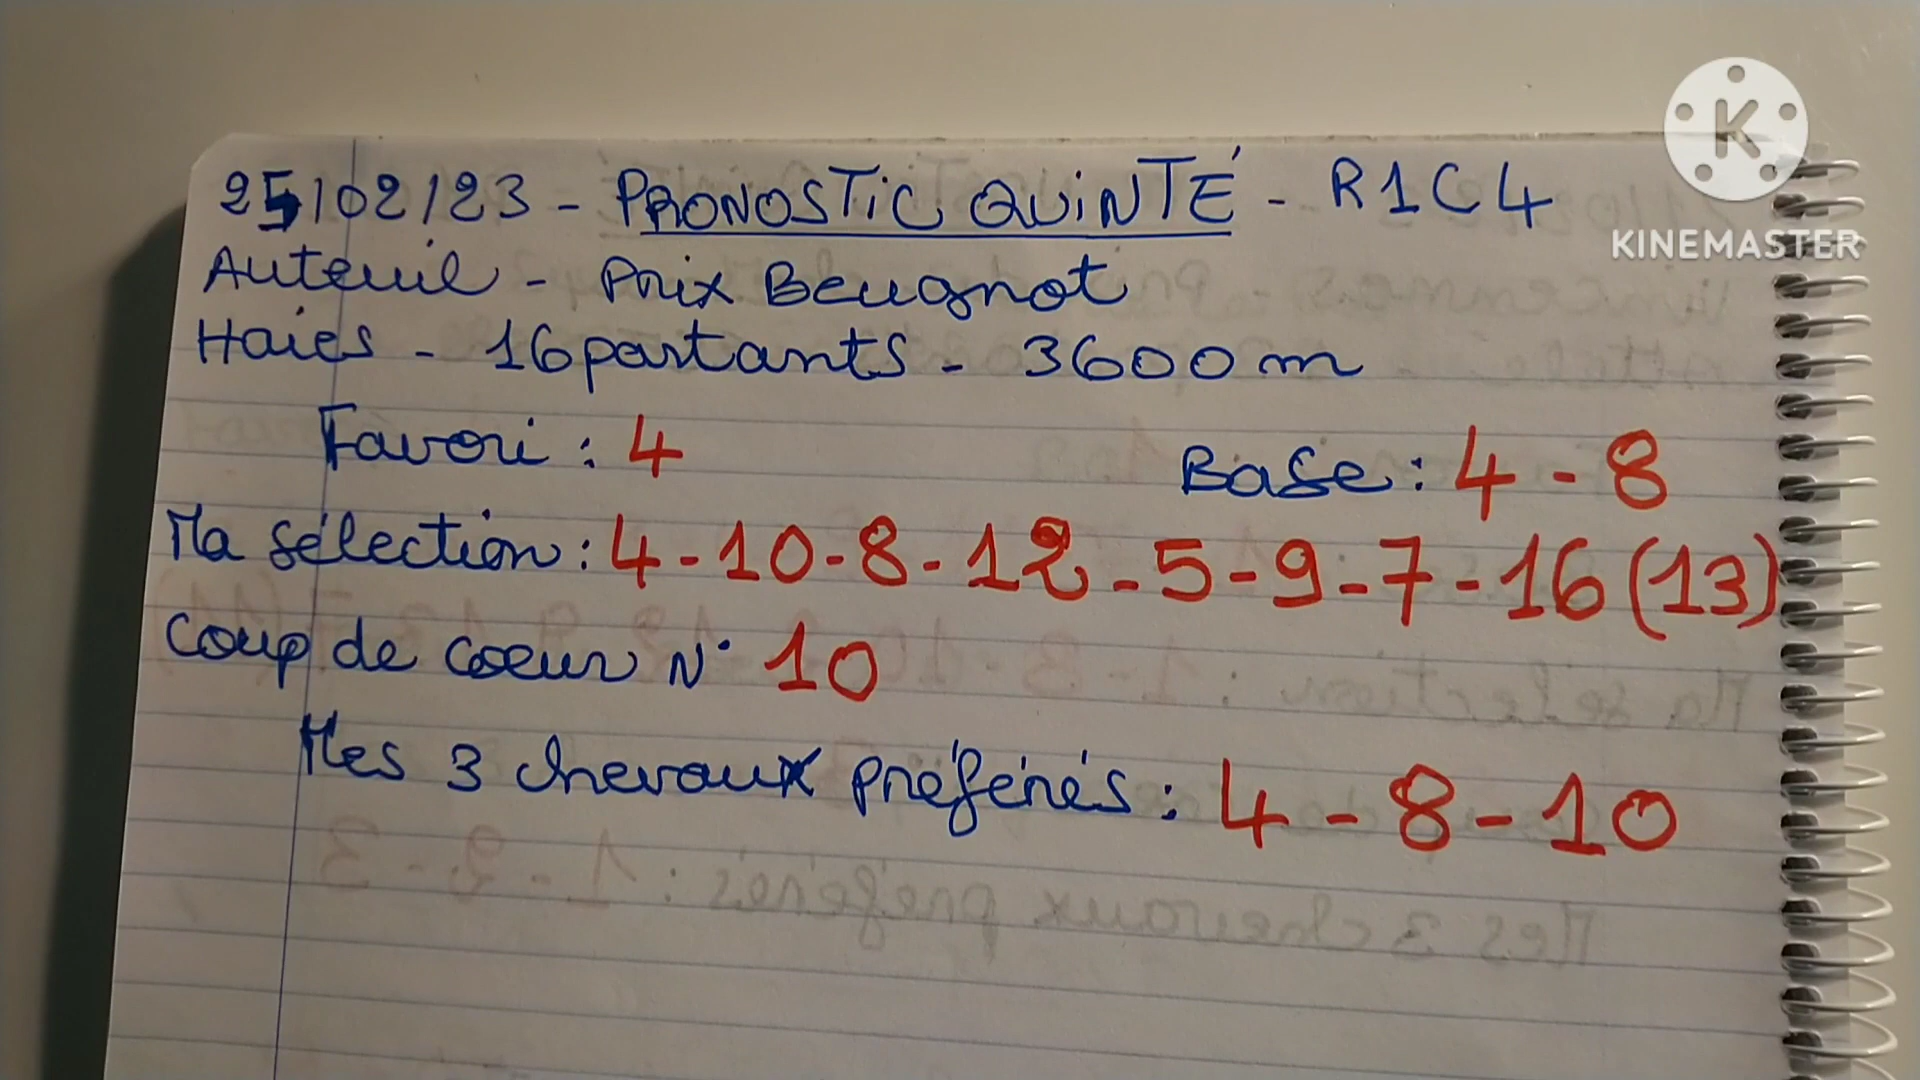 25/02/23 - PRONOSTIC QUINTÉ - R1C4
Auteuil - Prix Beugnot
Haies - 16 partants - 3600 m
Favori : 4
Base : 4 - 8
Ma sélection : 4 - 10 - 8 - 12 - 5 - 9 - 7 - 16 (13)
Coup de coeur N° 10
Mes 3 chevaux préférés : 4 - 8 - 10
K
KINEMASTER